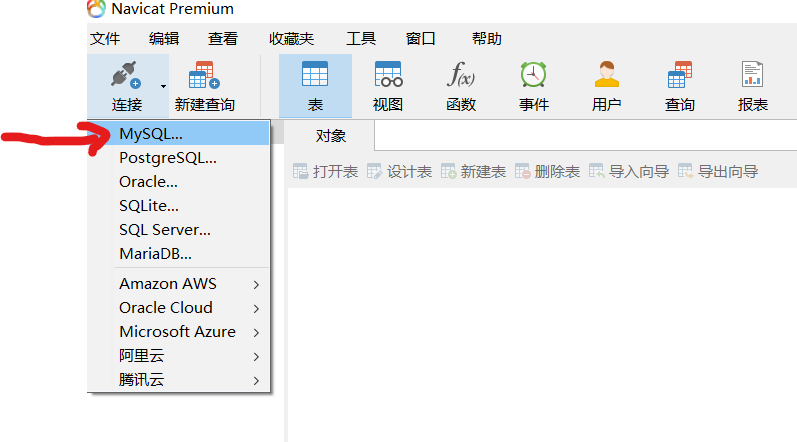 Navicat Premium
文件 编辑 查看 收藏夹 工具 窗口 帮助
连接 新建查询 表 视图 f(x) 函数 事件 用户 查询 报表
MySQL...
对象
PostgreSQL...
打开表 设计表 新建表 删除表 导入向导 导出向导
Oracle...
SQLite...
SQL Server...
MariaDB...
Amazon AWS
Oracle Cloud
Microsoft Azure
阿里云
腾讯云